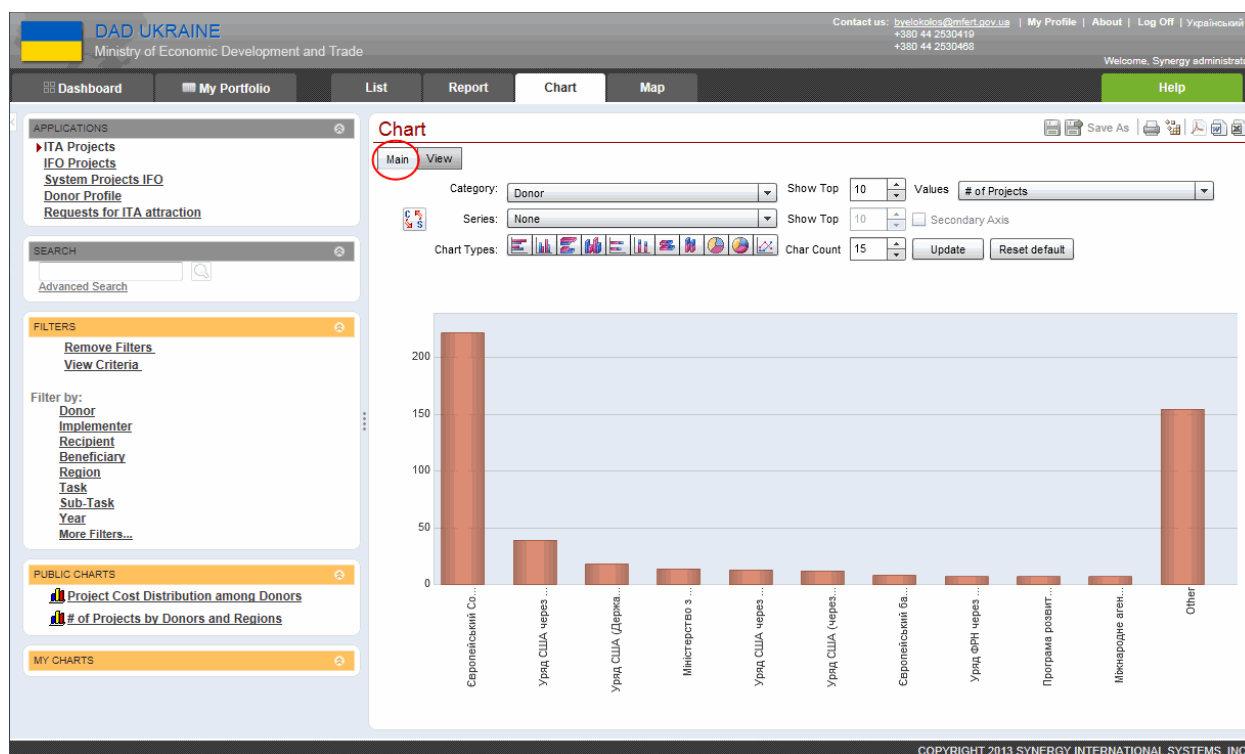 DAD UKRAINE
Ministry of Economic Development and Trade
Contact us: byelokolos@mfert.gov.ua | My Profile | About | Log Off | Український
+380 44 2530419
+380 44 2530468
Welcome, Synergy administrat
Dashboard My Portfolio List Report Chart Map Help
APPLICATIONS
ITA Projects
IFO Projects
System Projects IFO
Donor Profile
Requests for ITA attraction
SEARCH
Advanced Search
FILTERS
Remove Filters
View Criteria
Filter by:
Donor
Implementer
Recipient
Beneficiary
Region
Task
Sub-Task
Year
More Filters...
PUBLIC CHARTS
Project Cost Distribution among Donors
# of Projects by Donors and Regions
MY CHARTS
Chart
Save As
Main View
Category: Donor Show Top 10 Values # of Projects
Series: None Show Top 10 Secondary Axis
Chart Types: Char Count 15 Update Reset default
200
150
100
50
0
Європейський Со...
Уряд США через ...
Уряд США (Держа...
Міністерство з ...
Уряд США через ...
Уряд США (через...
Європейський ба...
Уряд ФРН через ...
Програма розвит...
Міжнародне аген...
Other
COPYRIGHT 2013 SYNERGY INTERNATIONAL SYSTEMS, INC